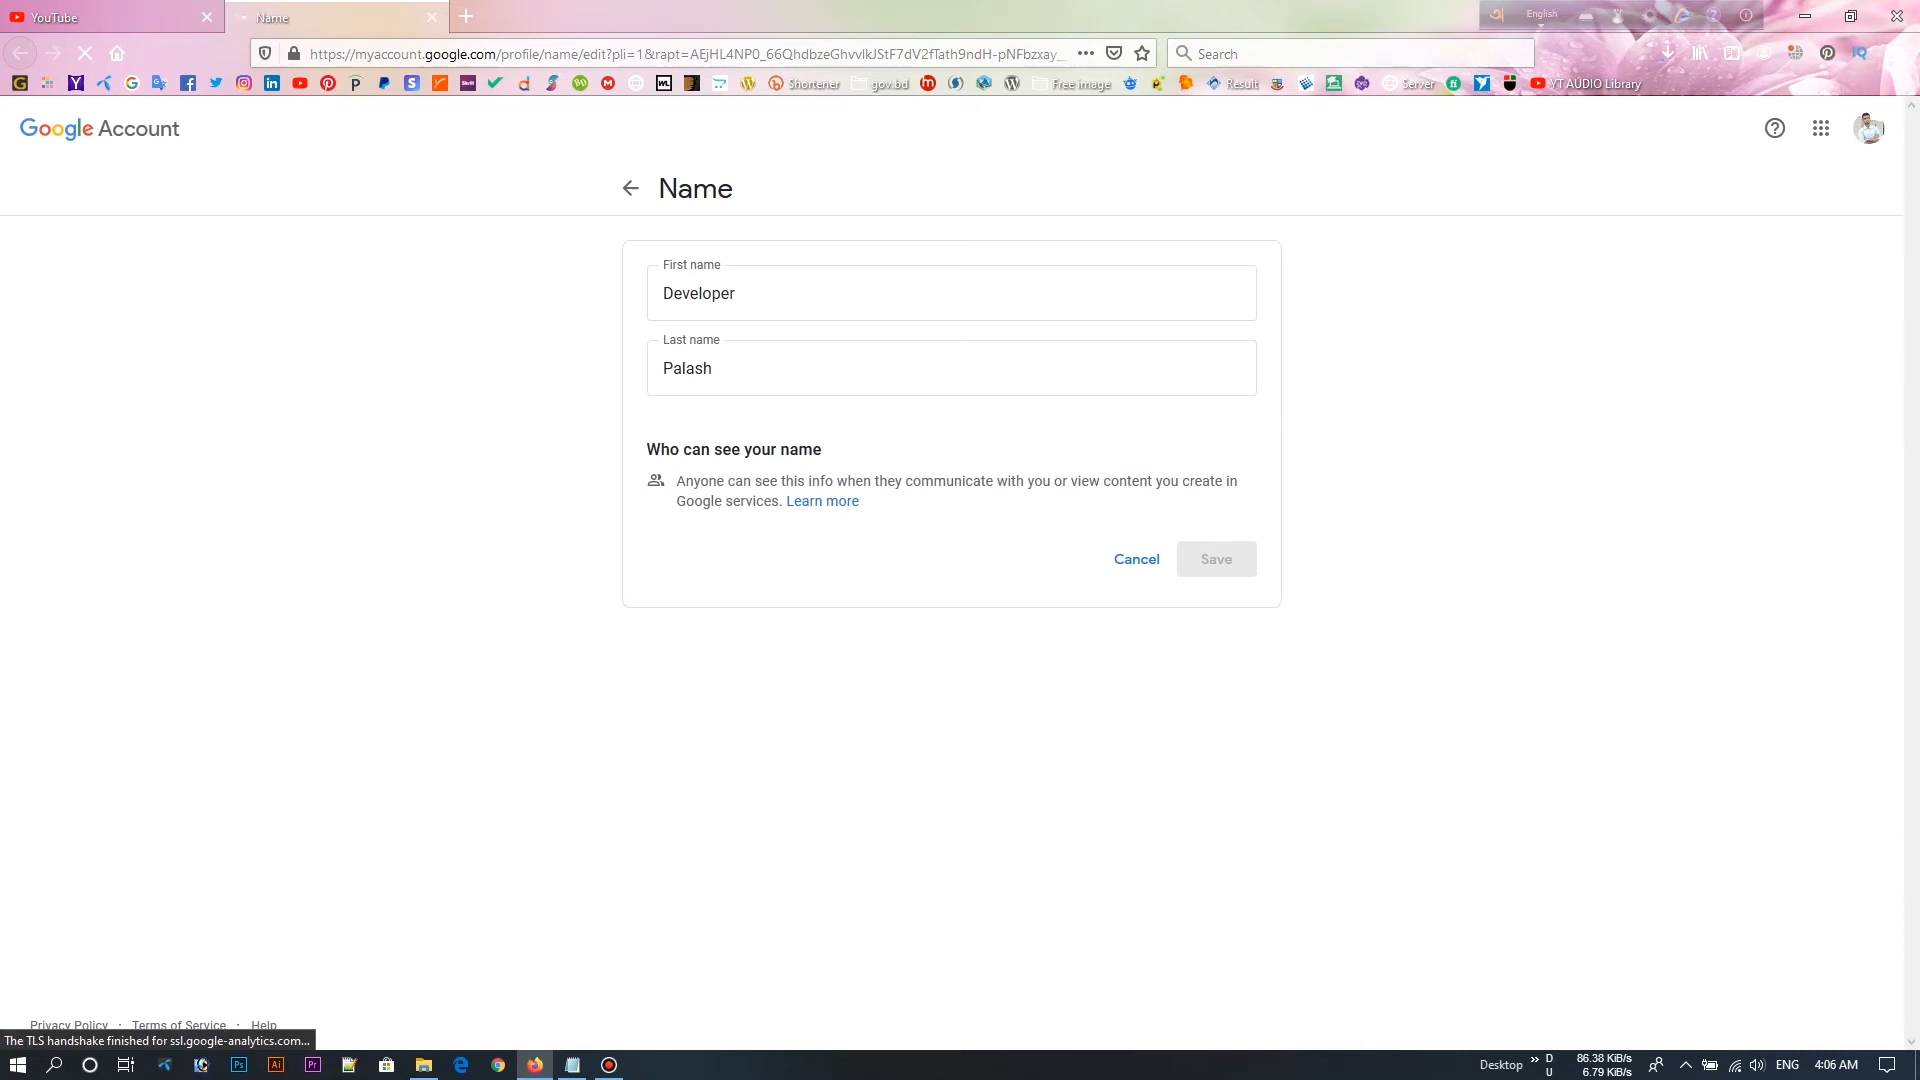 YouTube
Name
English
https://myaccount.google.com/profile/name/edit?pli=1&rapt=AEjHL4NP0_66QhdbzeGhvvlkJStF7dV2fTath9ndH-pNFbzxay_
Search
Shortener
gov.bd
Free image
Result
Server
YT AUDIO Library
Google Account
Name
First name
Developer
Last name
Palash
Who can see your name
Anyone can see this info when they communicate with you or view content you create in
Google services. Learn more
Cancel
Save
Privacy Policy · Terms of Service · Help
The TLS handshake finished for ssl.google-analytics.com...
Ps
Ai
Pr
Desktop
D 86.38 KiB/s
U 6.79 KiB/s
ENG
4:06 AM